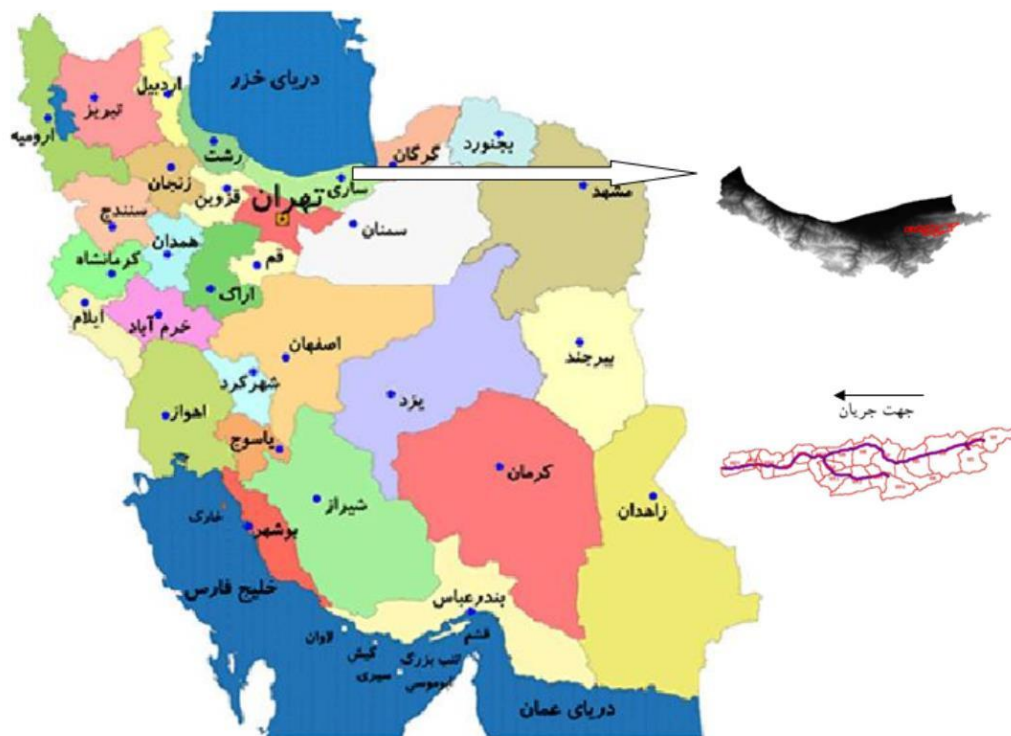 دریای خزر
اردبیل
تبریز
ارومیه
رشت
گرگان
بجنورد
زنجان
قزوین
ساری
مشهد
تهران
سنندج
سمنان
همدان
قم
کرمانشاه
اراک
ایلام
خرم آباد
اصفهان
بیرجند
شهرکرد
یزد
اهواز
جهت جریان
یاسوج
کرمان
زاهدان
شیراز
خارک
بوشهر
خلیج فارس
بندرعباس
لاوان
قشم
کیش
تنب بزرگ
سیری
ابوموسی
دریای عمان